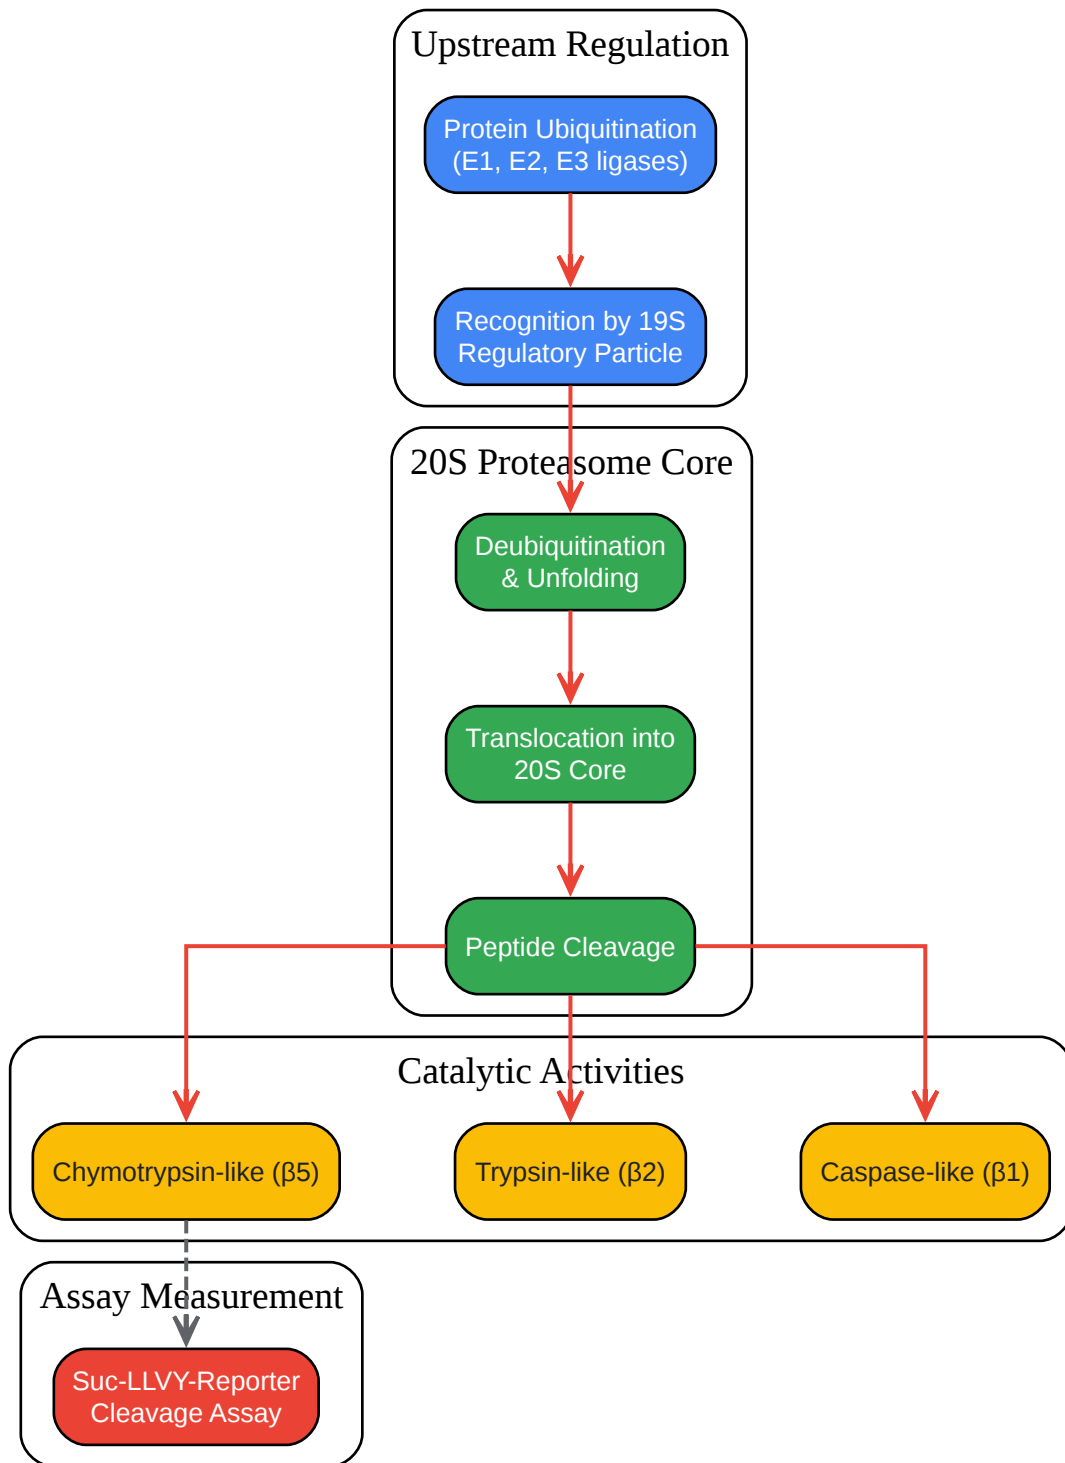 Upstream Regulation
Protein Ubiquitination
(E1, E2, E3 ligases)
Recognition by 19S
Regulatory Particle
20S Proteasome Core
Deubiquitination
& Unfolding
Translocation into
20S Core
Peptide Cleavage
Catalytic Activities
Chymotrypsin-like (β5)
Trypsin-like (β2)
Caspase-like (β1)
Assay Measurement
Suc-LLVY-Reporter
Cleavage Assay